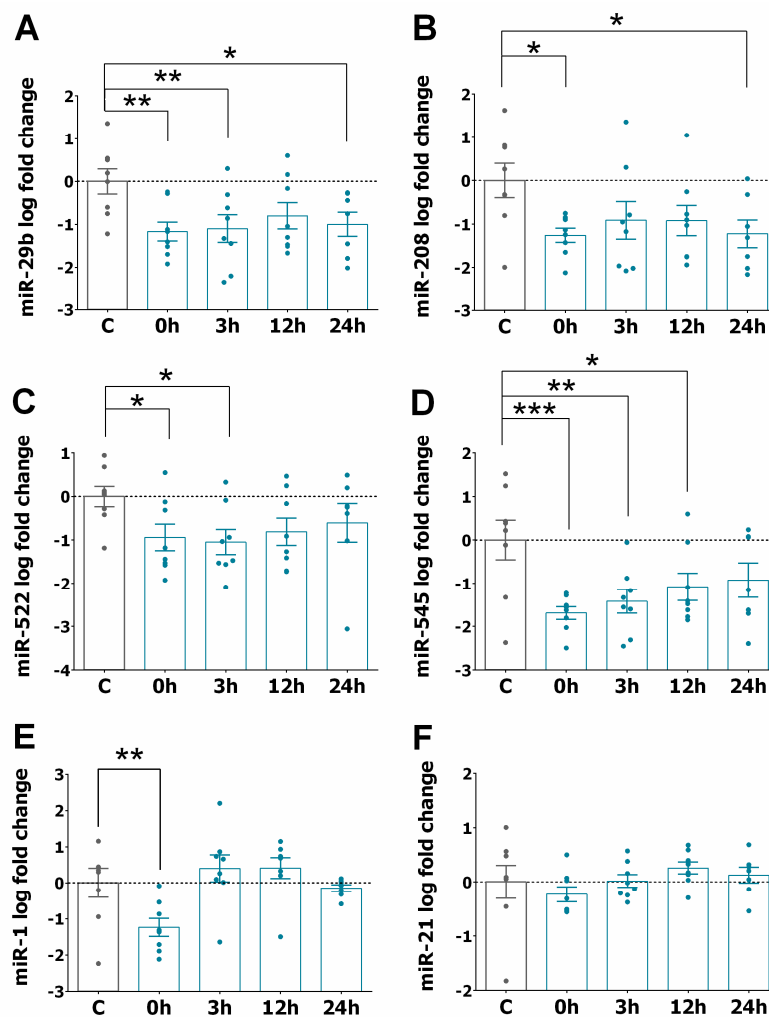 A
miR-29b log fold change
2
1
0
-1
-2
-3
**
**
*
C 0h 3h 12h 24h
B
miR-208 log fold change
2
1
0
-1
-2
-3
*
*
C 0h 3h 12h 24h
C
miR-522 log fold change
1
0
-1
-2
-3
-4
*
*
C 0h 3h 12h 24h
D
miR-545 log fold change
2
1
0
-1
-2
-3
***
**
*
C 0h 3h 12h 24h
E
miR-1 log fold change
3
2
1
0
-1
-2
-3
**
C 0h 3h 12h 24h
F
miR-21 log fold change
2
1
0
-1
-2
C 0h 3h 12h 24h